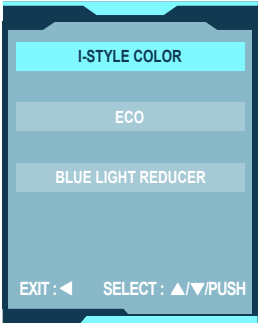 I-STYLE COLOR
ECO
BLUE LIGHT REDUCER
EXIT : ◀ SELECT : ▲/▼/PUSH